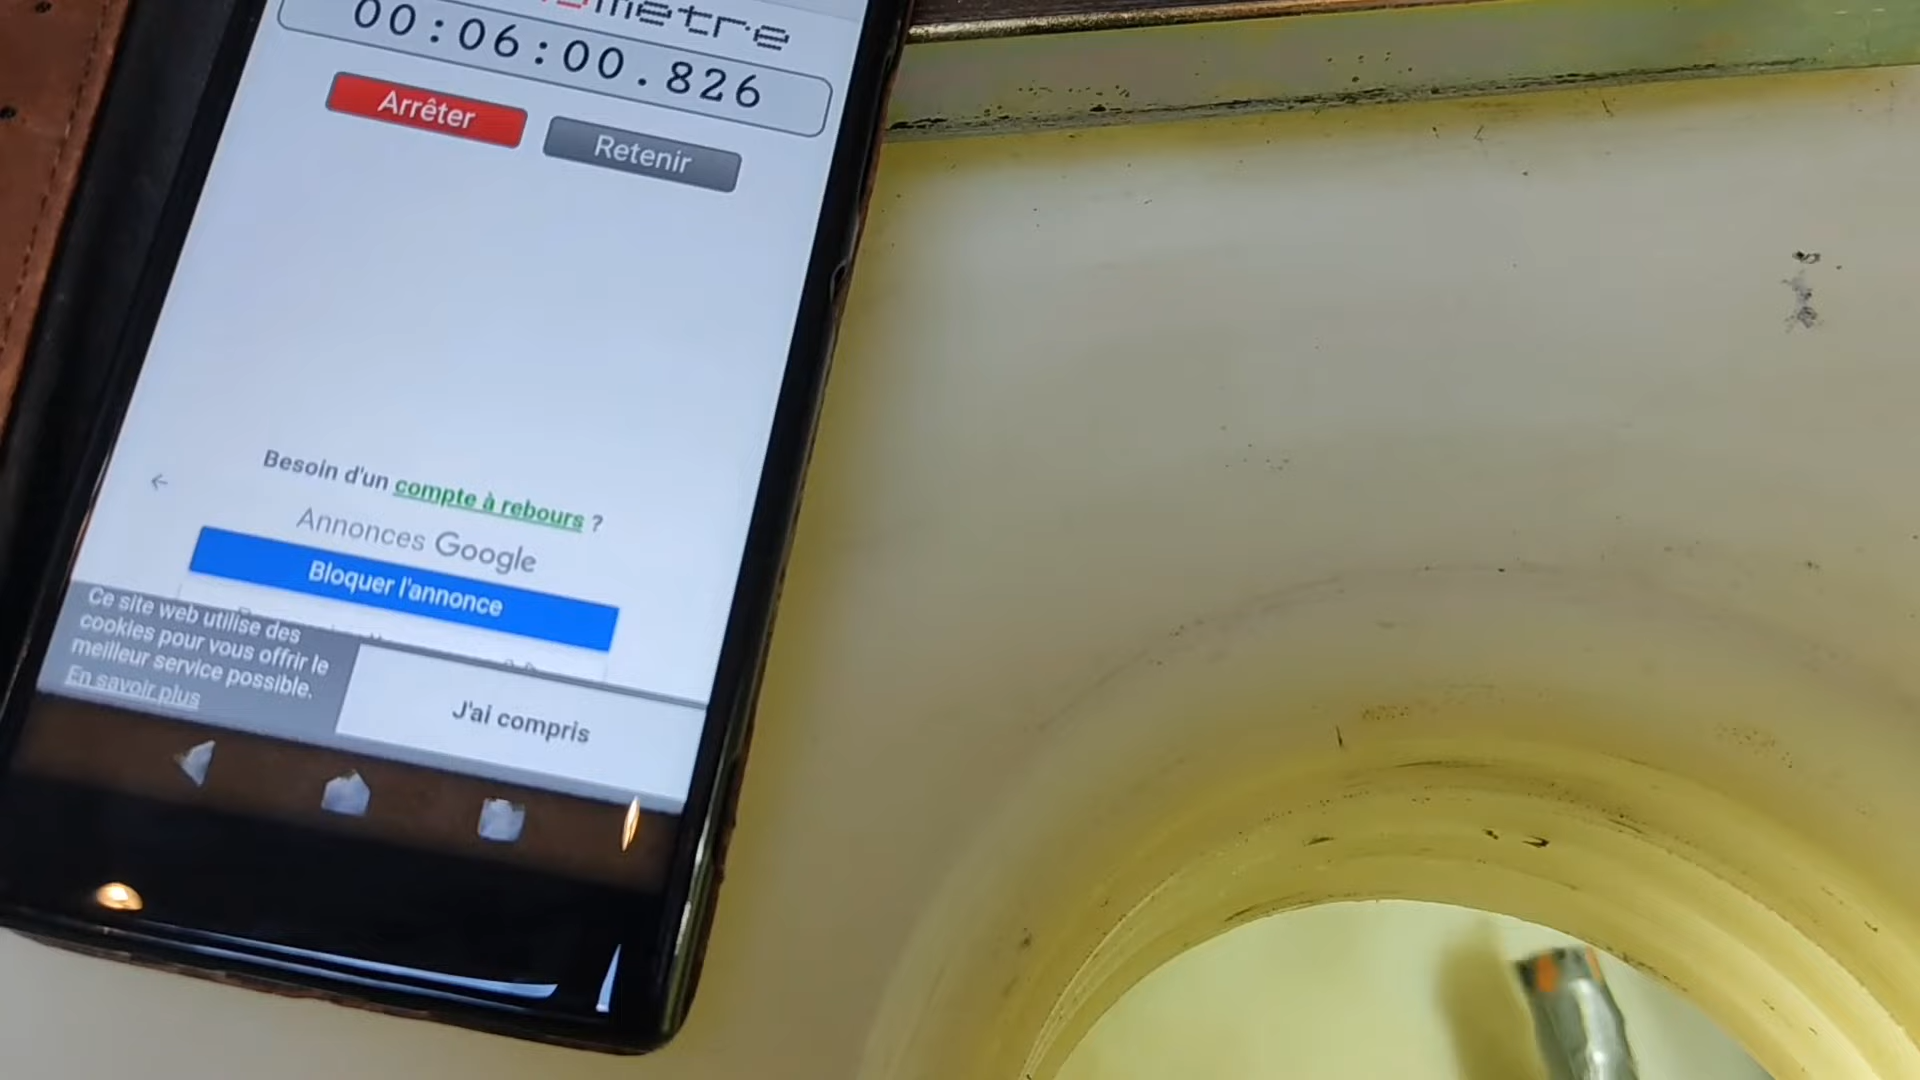 mètre
00:06:00.826
Arrêter
Retenir
Besoin d'un compte à rebours ?
Annonces Google
Bloquer l'annonce
Ce site web utilise des
cookies pour vous offrir le
meilleur service possible.
En savoir plus
J'ai compris